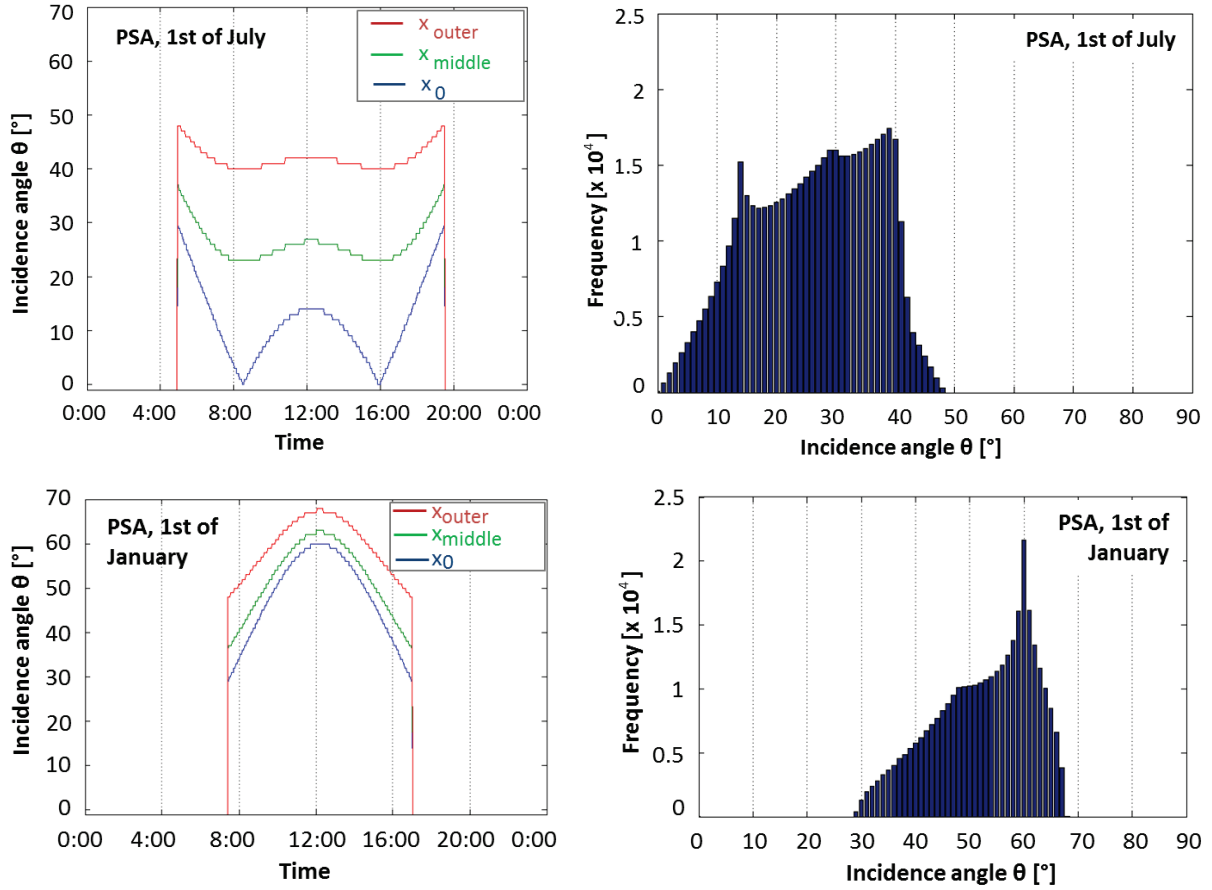 PSA, 1st of July
x outer
x middle
x 0
Incidence angle θ [°]
70
60
50
40
30
20
10
0
0:00 4:00 8:00 12:00 16:00 20:00 0:00
Time
PSA, 1st of July
Frequency [x 10⁴ ]
2.5
2
1.5
1
0.5
0
0 10 20 30 40 50 60 70 80 90
Incidence angle θ [°]
PSA, 1st of
January
x outer
x middle
x 0
Incident angle θ [°]
70
60
50
40
30
20
10
0
0:00 8:00 12:00 16:00 20:00 0:00
Time
PSA, 1st of
January
Frequency [x 10⁴ ]
2.5
2
1.5
1
0.5
0
0 10 20 30 40 50 60 70 80 90
Incidence angle θ [°]